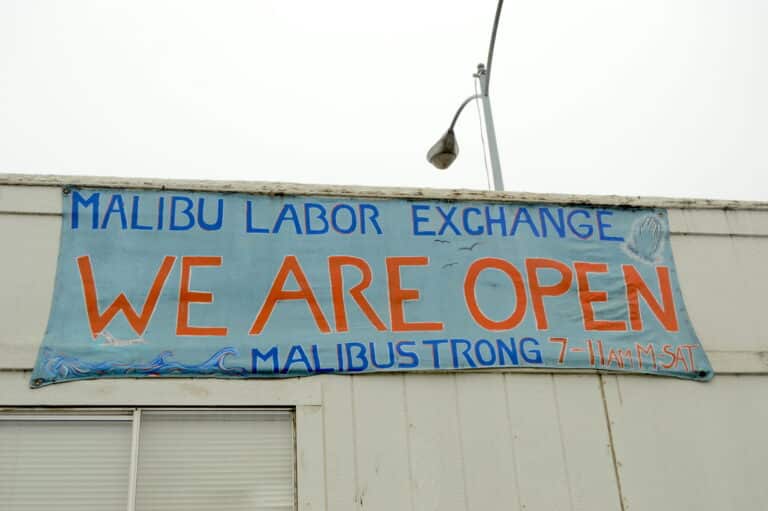 MALIBU LABOR EXCHANGE
WE ARE OPEN
MALIBUSTRONG 7-11AM M.SAT